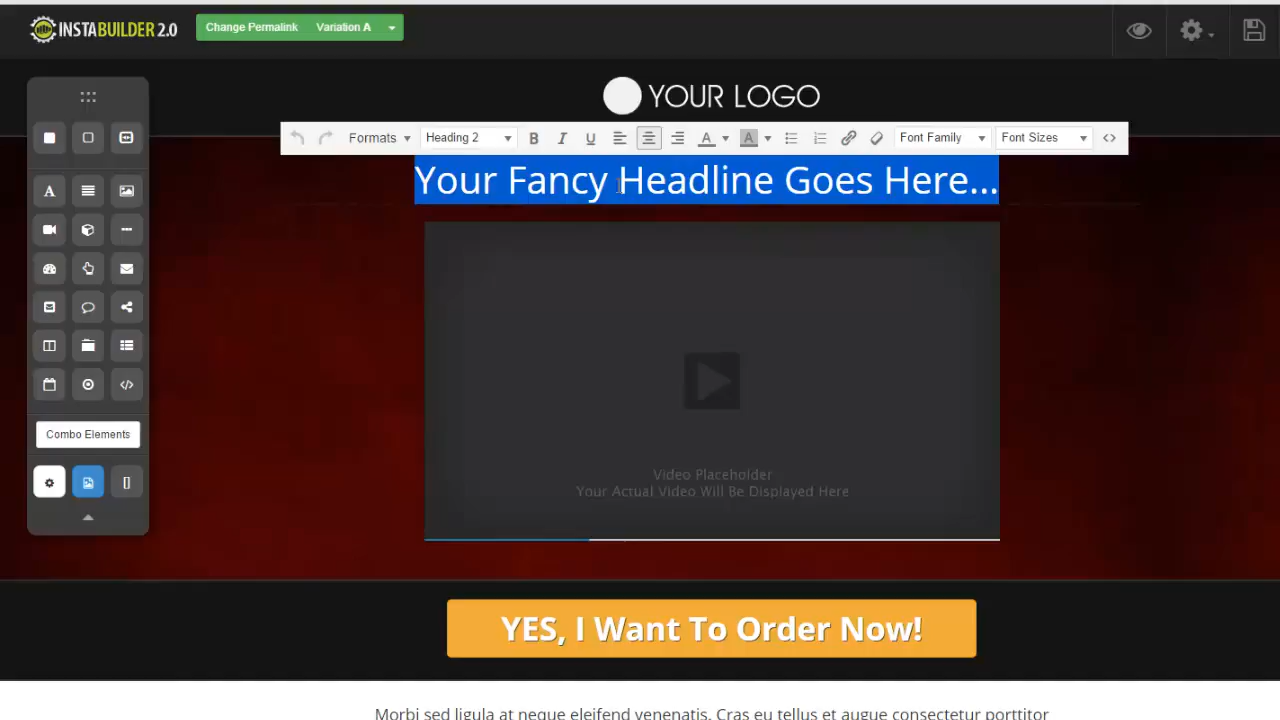 INSTABUILDER 2.0
Change Permalink Variation A
YOUR LOGO
Formats Heading 2 B I U A A Font Family Font Sizes
Your Fancy Headline Goes Here...
A
Video Placeholder
Your Actual Video Will Be Displayed Here
Combo Elements
[]
YES, I Want To Order Now!
Morbi sed ligula at neque eleifend venenatis. Cras eu tellus et augue consectetur porttitor